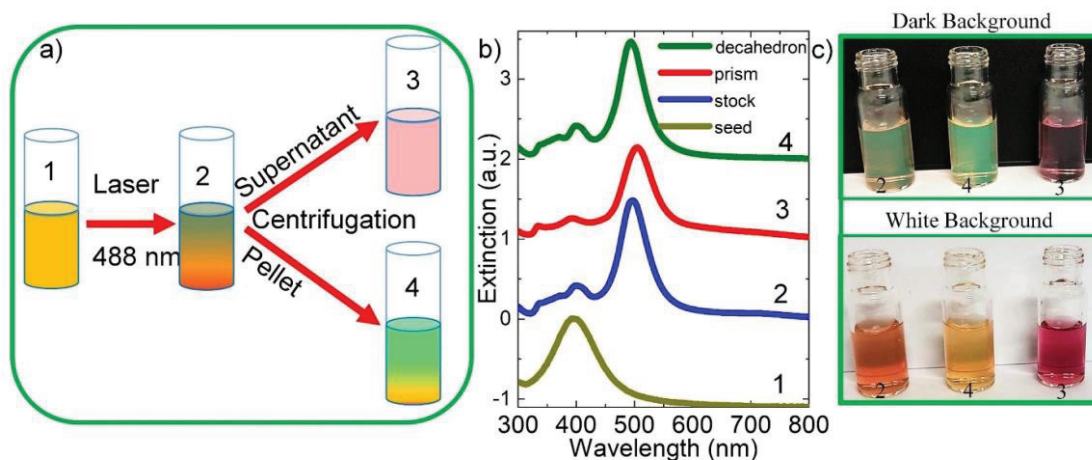 a)
1
Laser
488 nm
2
Supernatant
Centrifugation
Pellet
3
4
b)
Extinction (a.u.)
3
2
1
0
-1
decahedron
prism
stock
seed
4
3
2
1
300 400 500 600 700 800
Wavelength (nm)
c)
Dark Background
2 4 3
White Background
2 4 3